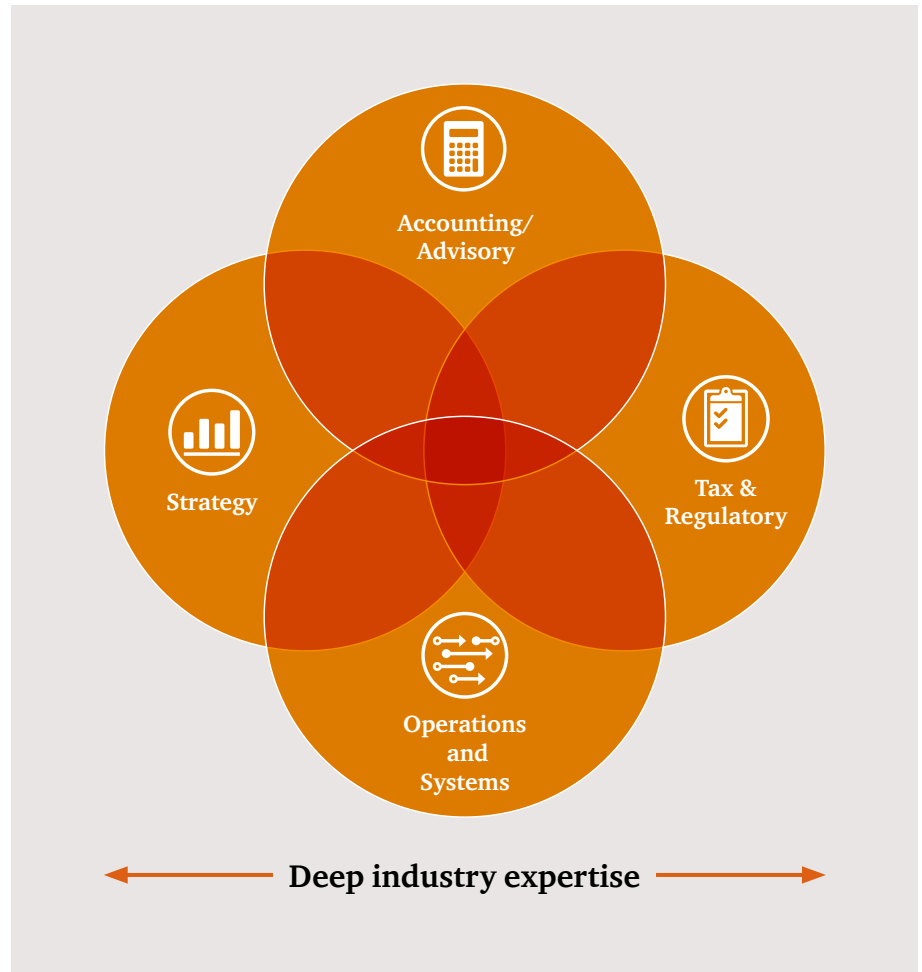 Accounting/
Advisory
Strategy
Tax &
Regulatory
Operations
and
Systems
Deep industry expertise